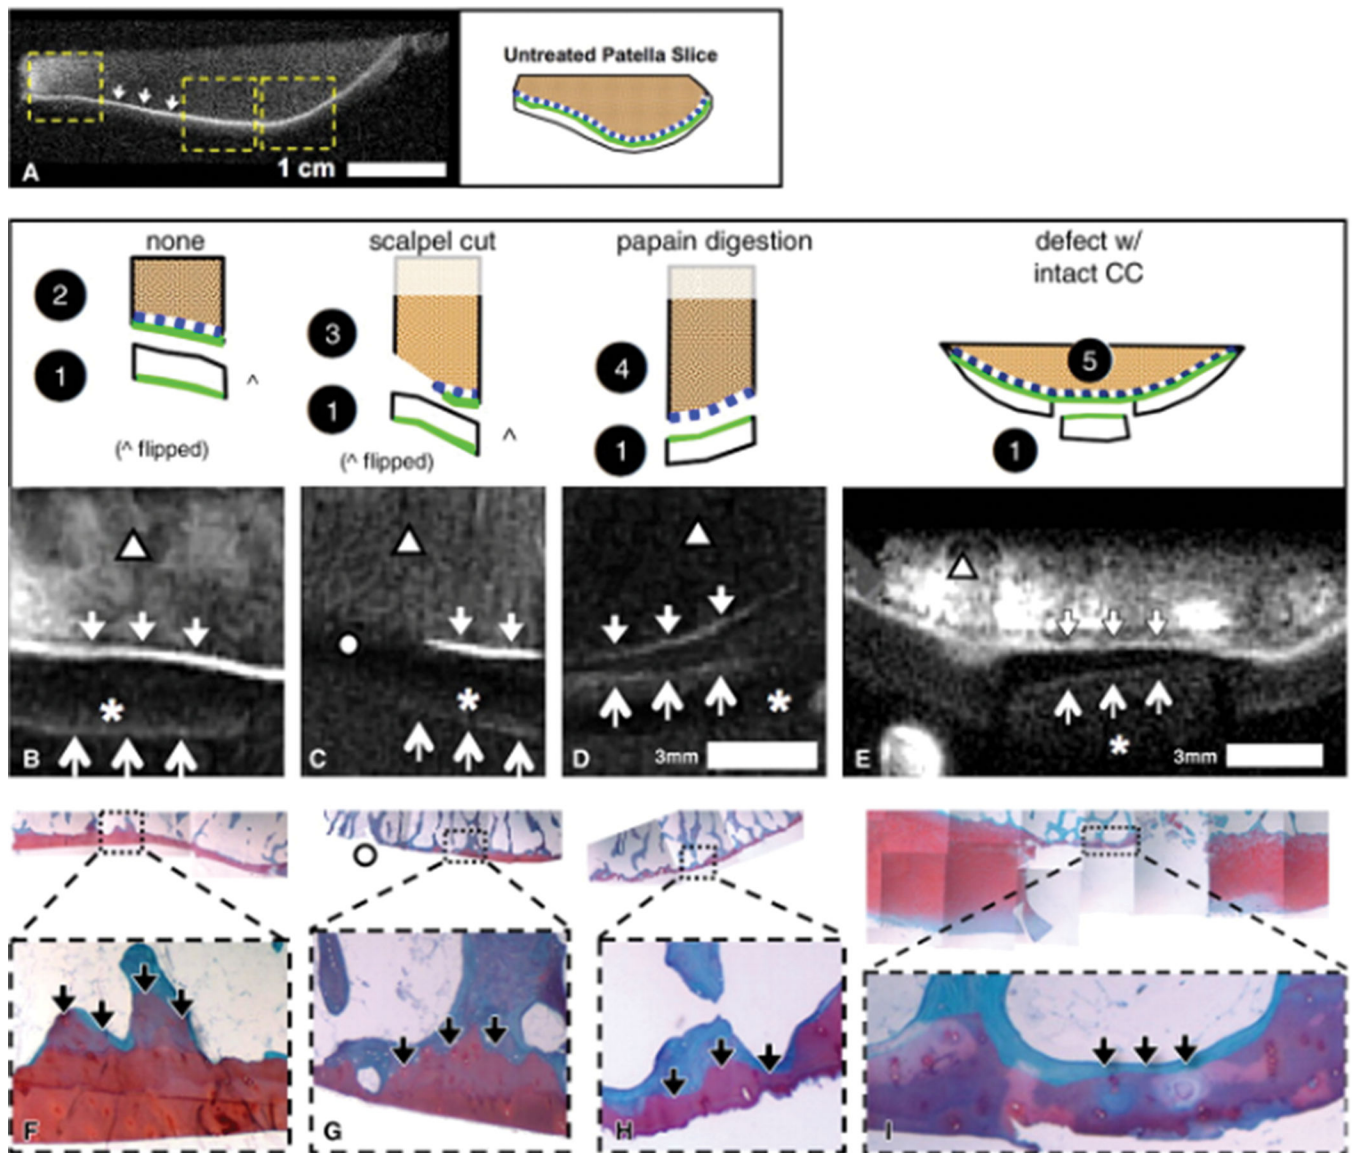 Untreated Patella Slice
1 cm
A
none
scalpel cut
papain digestion
defect w/
intact CC
2
3
4
5
1
^
1
^
1
1
(^ flipped)
(^ flipped)
B
C
D
3mm
E
3mm
*
*
*
*
F
G
H
I